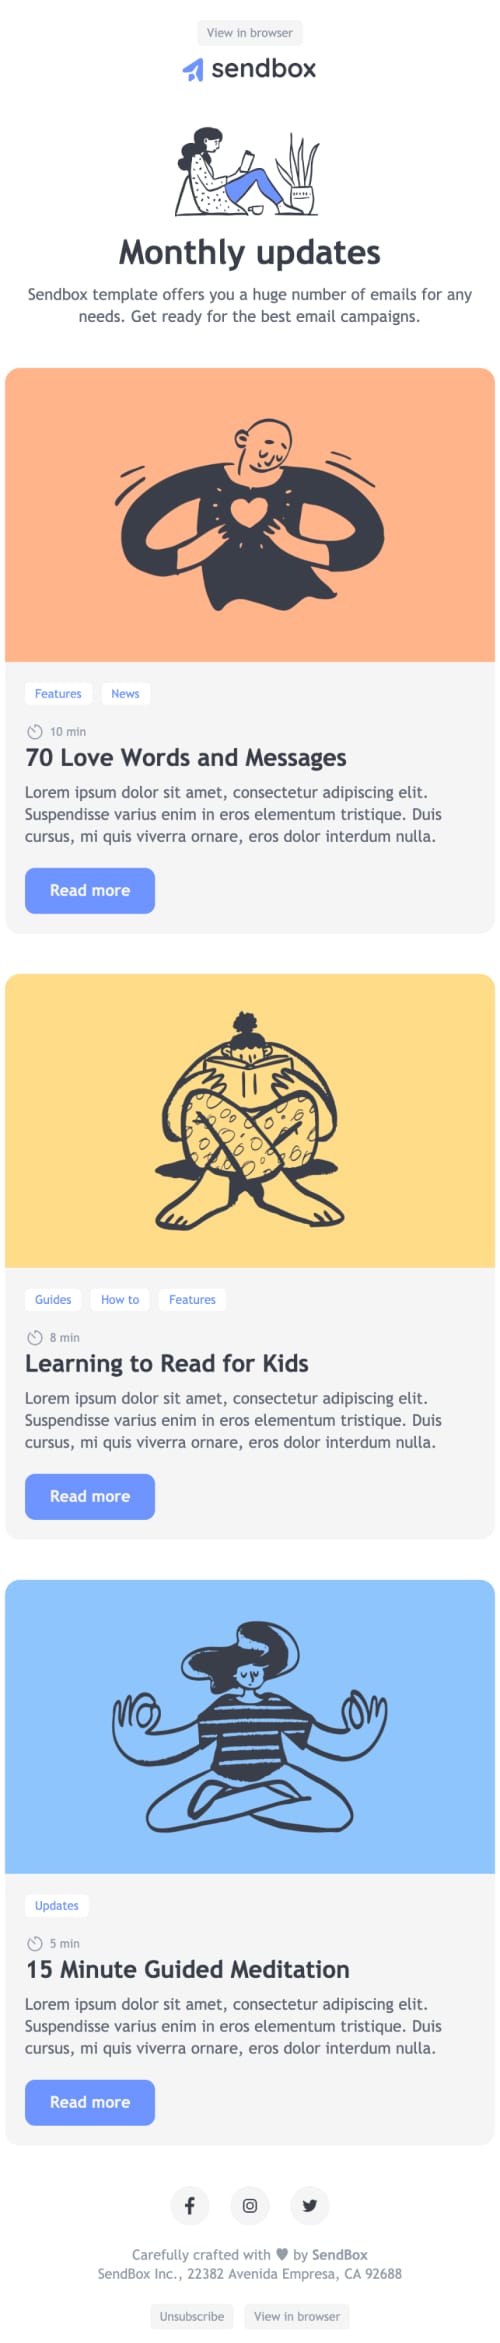 View in browser
sendbox
Monthly updates
Sendbox template offers you a huge number of emails for any
needs. Get ready for the best email campaigns.
Features News
10 min
70 Love Words and Messages
Lorem ipsum dolor sit amet, consectetur adipiscing elit.
Suspendisse varius enim in eros elementum tristique. Duis
cursus, mi quis viverra ornare, eros dolor interdum nulla.
Read more
Guides How to Features
8 min
Learning to Read for Kids
Lorem ipsum dolor sit amet, consectetur adipiscing elit.
Suspendisse varius enim in eros elementum tristique. Duis
cursus, mi quis viverra ornare, eros dolor interdum nulla.
Read more
Updates
5 min
15 Minute Guided Meditation
Lorem ipsum dolor sit amet, consectetur adipiscing elit.
Suspendisse varius enim in eros elementum tristique. Duis
cursus, mi quis viverra ornare, eros dolor interdum nulla.
Read more
Carefully crafted with ♥ by SendBox
SendBox Inc., 22382 Avenida Empresa, CA 92688
Unsubscribe View in browser